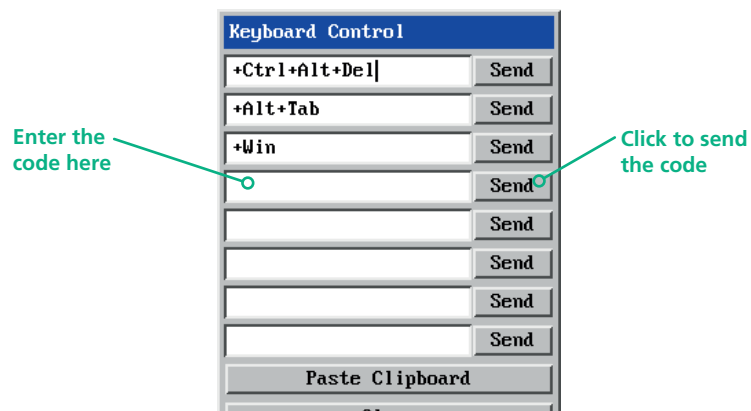 Keyboard Control
+Ctrl+Alt+Del Send
+Alt+Tab Send
+Win Send
Enter the
code here
Click to send
the code
Send
Send
Send
Send
Send
Paste Clipboard